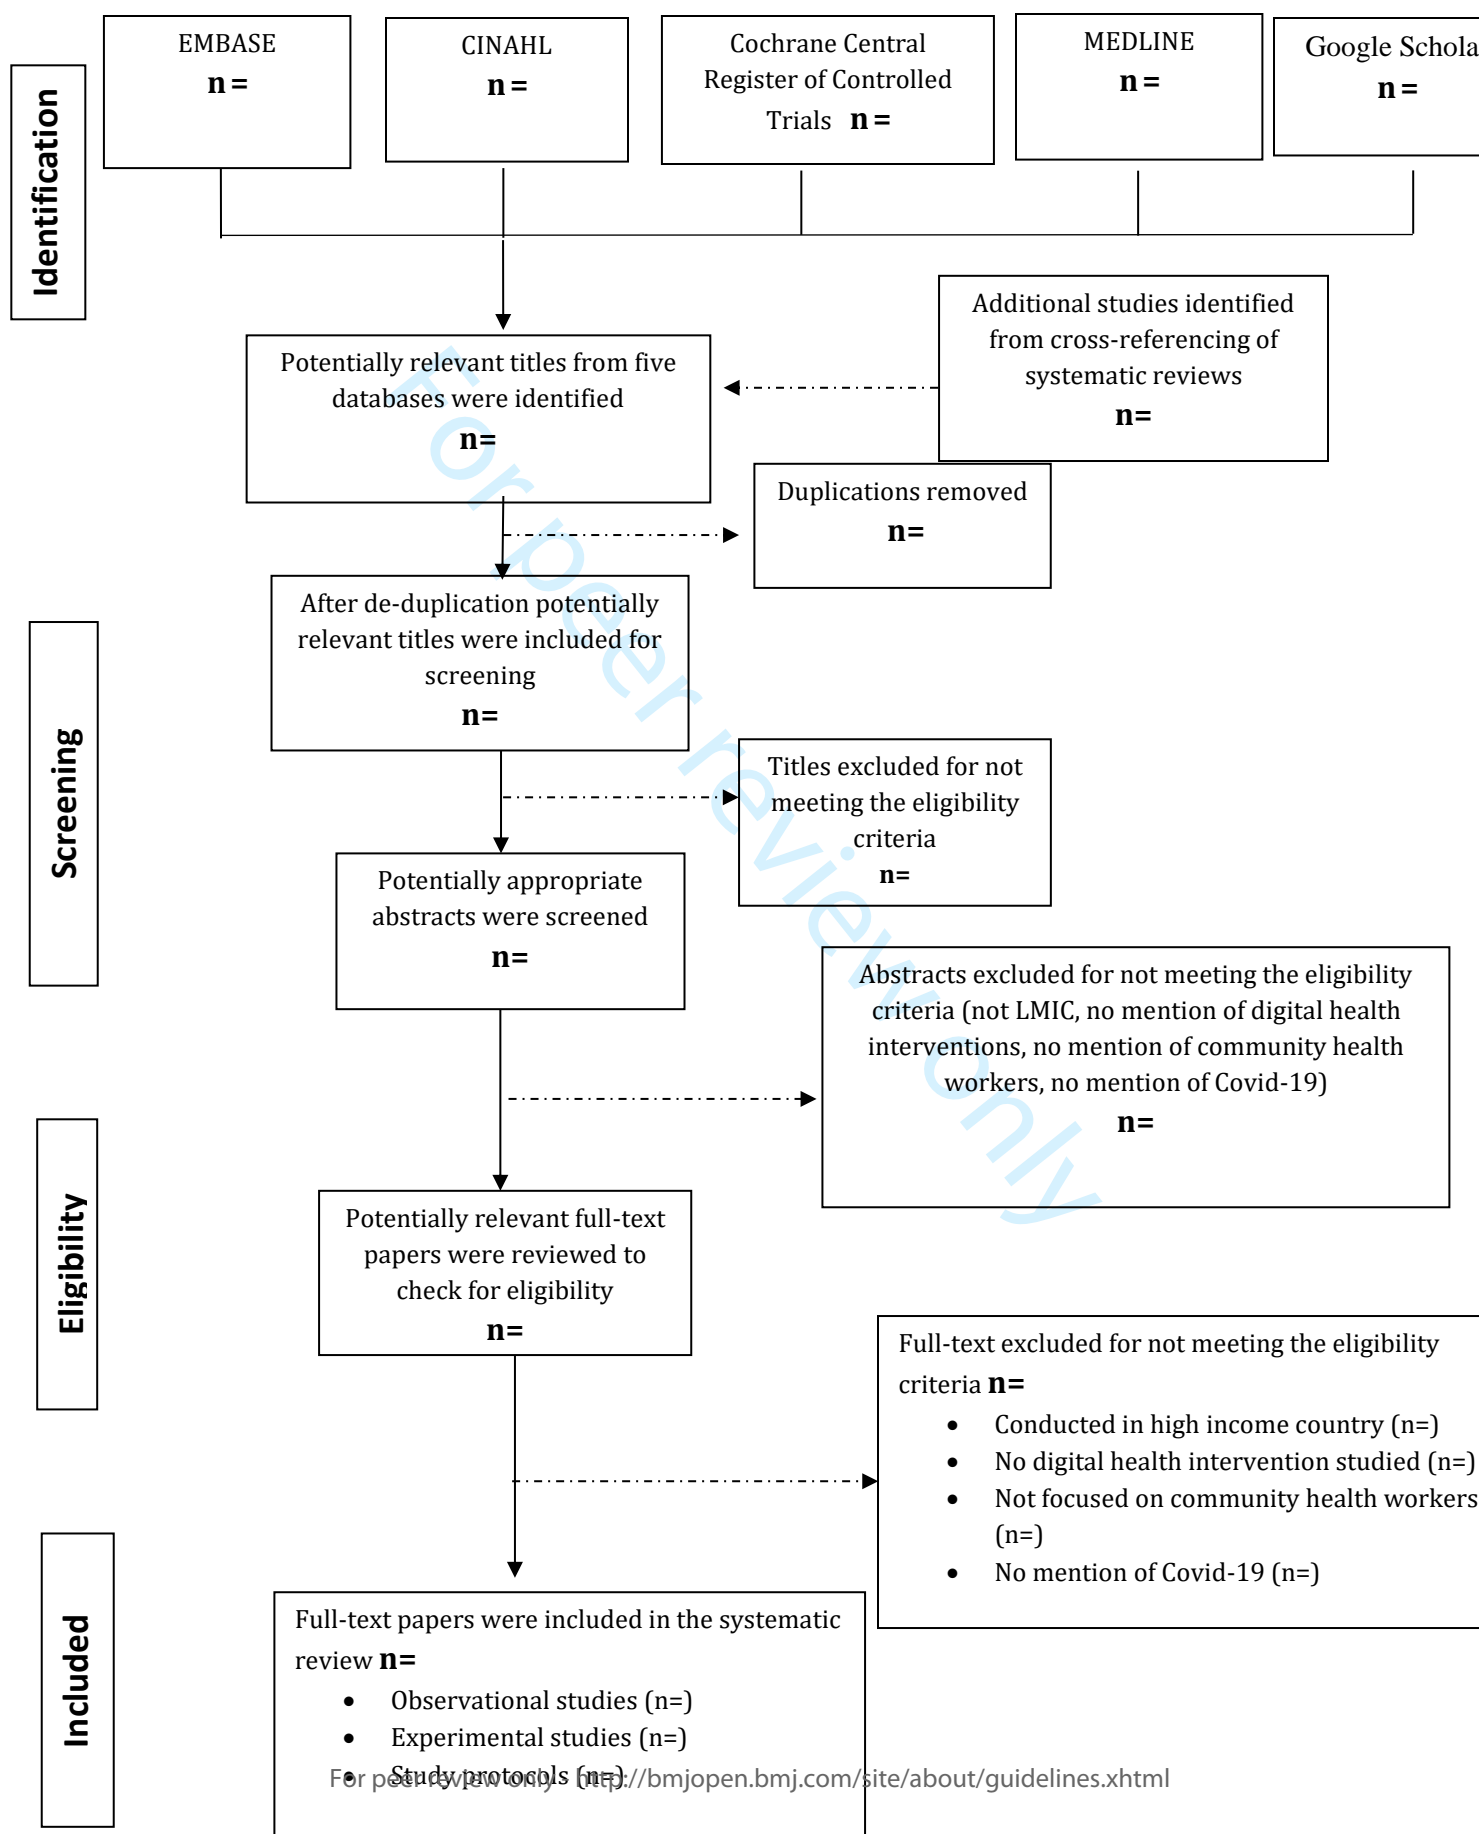 EMBASE
n =
CINAHL
n =
Cochrane Central
Register of Controlled
Trials n =
MEDLINE
n =
Google Schola
n =
Identification
Additional studies identified
from cross-referencing of
systematic reviews
n=
Potentially relevant titles from five
databases were identified
n=
Duplications removed
n=
After de-duplication potentially
relevant titles were included for
screening
n=
Screening
Titles excluded for not
meeting the eligibility
criteria
n=
Potentially appropriate
abstracts were screened
n=
Abstracts excluded for not meeting the eligibility
criteria (not LMIC, no mention of digital health
interventions, no mention of community health
workers, no mention of Covid-19)
n=
Eligibility
Potentially relevant full-text
papers were reviewed to
check for eligibility
n=
Full-text excluded for not meeting the eligibility
criteria n=
• Conducted in high income country (n=)
• No digital health intervention studied (n=)
• Not focused on community health workers
(n=)
• No mention of Covid-19 (n=)
Included
Full-text papers were included in the systematic
review n=
• Observational studies (n=)
• Experimental studies (n=)
• Study protocols (n=)
For peer review only - http://bmjopen.bmj.com/site/about/guidelines.xhtml
For peer review only